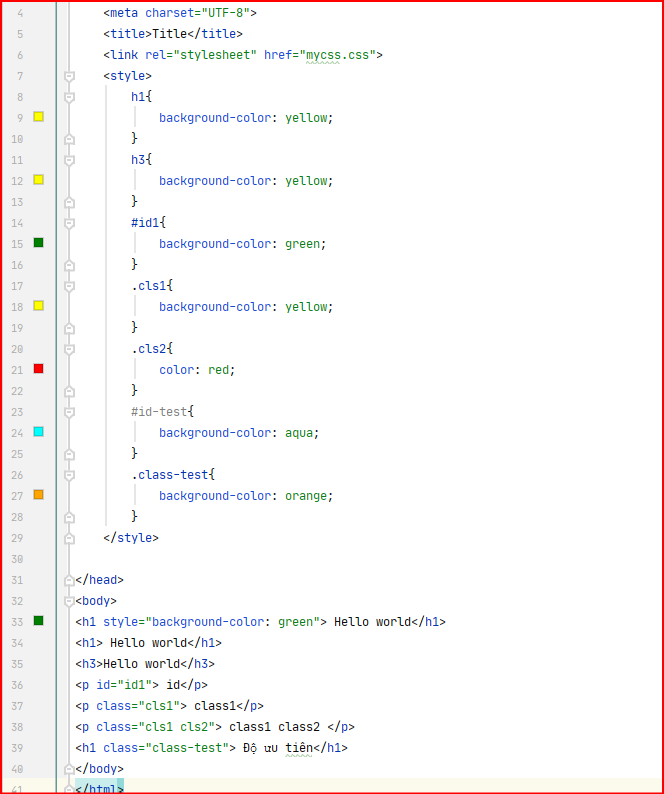 4 <meta charset="UTF-8">
5 <title>Title</title>
6 <link rel="stylesheet" href="mycss.css">
7 <style>
8 h1{
9 background-color: yellow;
10 }
11 h3{
12 background-color: yellow;
13 }
14 #id1{
15 background-color: green;
16 }
17 .cls1{
18 background-color: yellow;
19 }
20 .cls2{
21 color: red;
22 }
23 #id-test{
24 background-color: aqua;
25 }
26 .class-test{
27 background-color: orange;
28 }
29 </style>
30
31 </head>
32 <body>
33 <h1 style="background-color: green"> Hello world</h1>
34 <h1> Hello world</h1>
35 <h3>Hello world</h3>
36 <p id="id1"> id</p>
37 <p class="cls1"> class1</p>
38 <p class="cls1 cls2"> class1 class2 </p>
39 <h1 class="class-test"> Độ ưu tiên</h1>
40 </body>
41 </html>